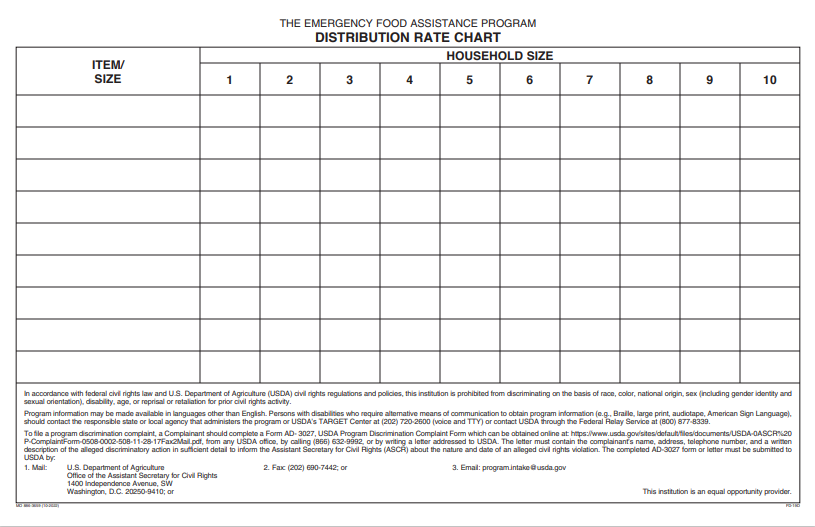 THE EMERGENCY FOOD ASSISTANCE PROGRAM
DISTRIBUTION RATE CHART
ITEM/
SIZE
HOUSEHOLD SIZE
1 2 3 4 5 6 7 8 9 10
In accordance with federal civil rights law and U.S. Department of Agriculture (USDA) civil rights regulations and policies, this institution is prohibited from discriminating on the basis of race, color, national origin, sex (including gender identity and
sexual orientation), disability, age, or reprisal or retaliation for prior civil rights activity.
Program information may be made available in languages other than English. Persons with disabilities who require alternative means of communication to obtain program information (e.g., Braille, large print, audiotape, American Sign Language),
should contact the responsible state or local agency that administers the program or USDA's TARGET Center at (202) 720-2600 (voice and TTY) or contact USDA through the Federal Relay Service at (800) 877-8339.
To file a program discrimination complaint, a Complainant should complete a Form AD- 3027, USDA Program Discrimination Complaint Form which can be obtained online at: https://www.usda.gov/sites/default/files/documents/USDA-0ASCR%20
P-ComplaintForm-0508-0002-508-11-28-17Fax2Mail.pdf, from any USDA office, by calling (866) 632-9992, or by writing a letter addressed to USDA. The letter must contain the complainant's name, address, telephone number, and a written
description of the alleged discriminatory action in sufficient detail to inform the Assistant Secretary for Civil Rights (ASCR) about the nature and date of an alleged civil rights violation. The completed AD-3027 form or letter must be submitted to
USDA by:
1. Mail: U.S. Department of Agriculture 2. Fax: (202) 690-7442; or 3. Email: program.intake@usda.gov
Office of the Assistant Secretary for Civil Rights
1400 Independence Avenue, SW
Washington, D.C. 20250-9410; or
This institution is an equal opportunity provider.